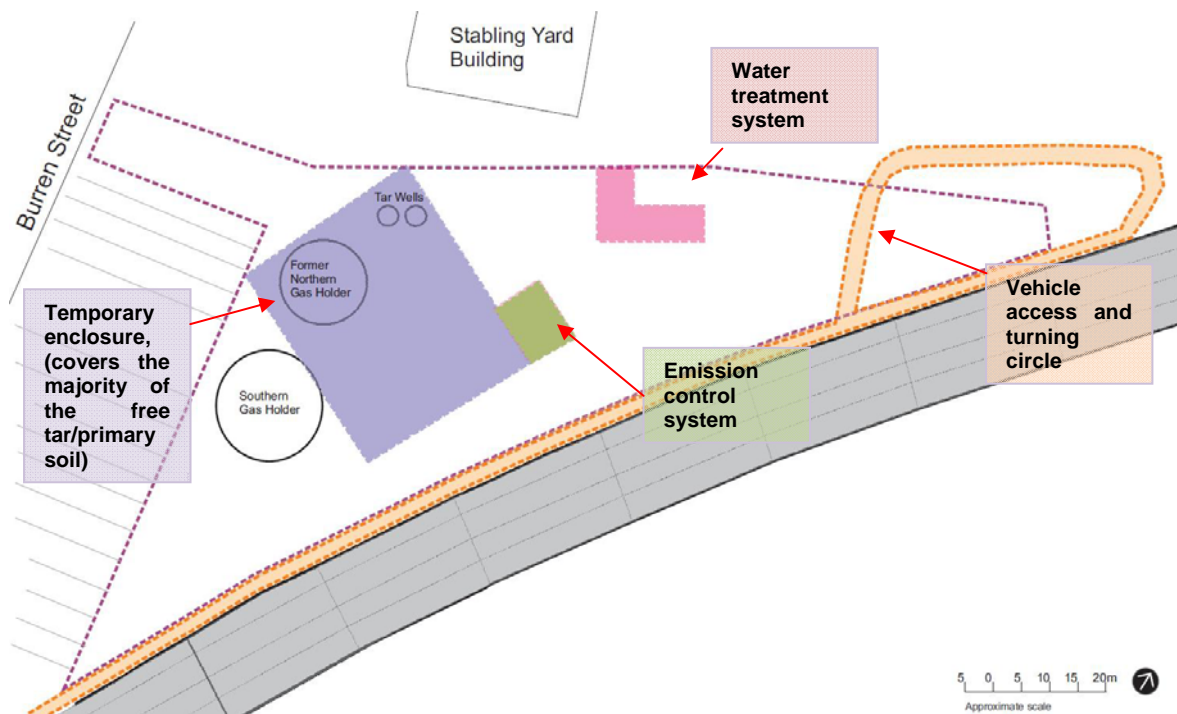 Stabling Yard
Building
Water
treatment
system
Burren Street
Tar Wells
Former
Northern
Gas Holder
Temporary
enclosure,
(covers the
majority of
the free
tar/primary
soil)
Southern
Gas Holder
Emission
control
system
Vehicle
access and
turning
circle
5 0 5 10 15 20m
Approximate scale